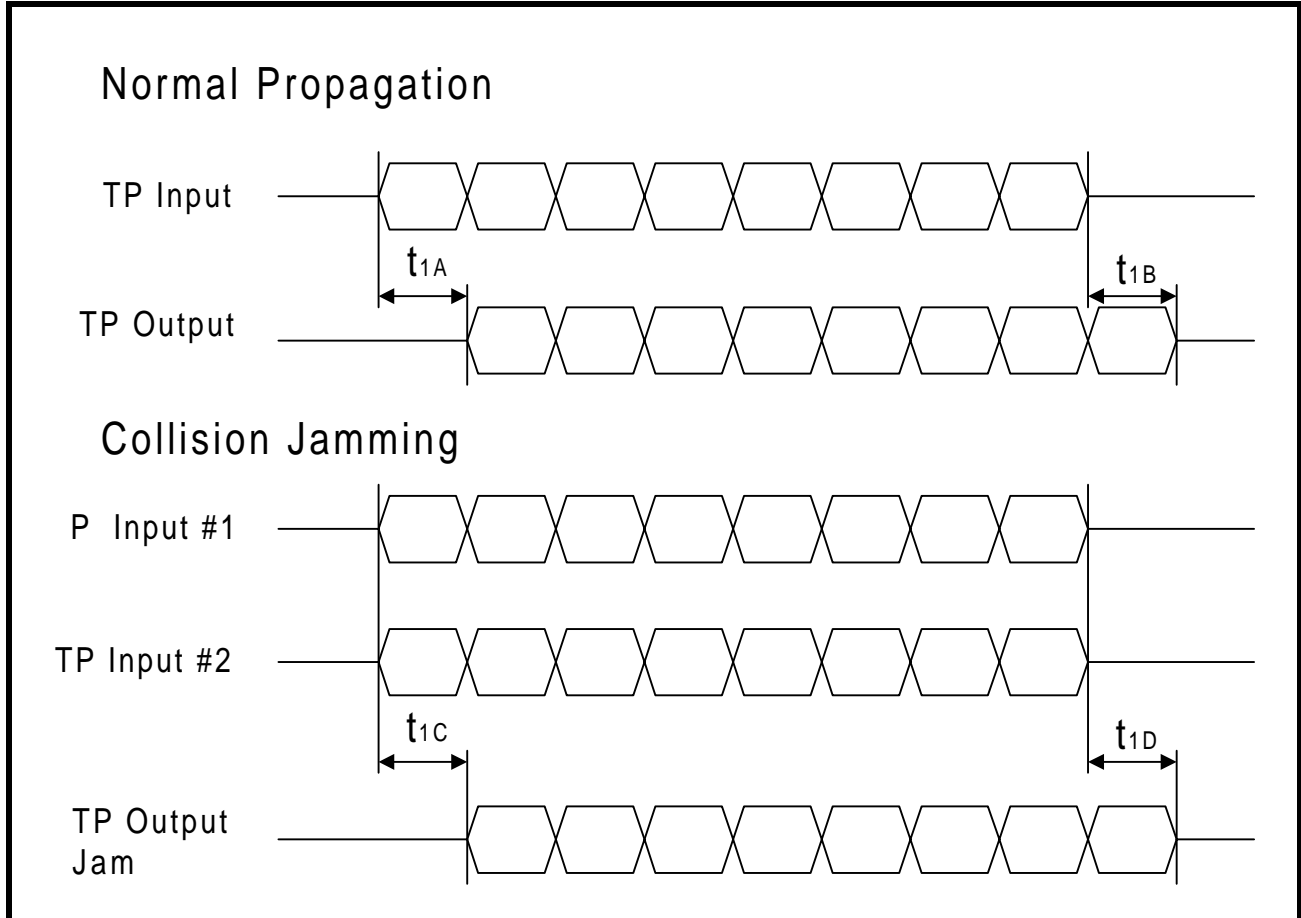 Normal Propagation
TP Input
t1A
t1B
TP Output
Collision Jamming
P Input #1
TP Input #2
t1C
t1D
TP Output
Jam